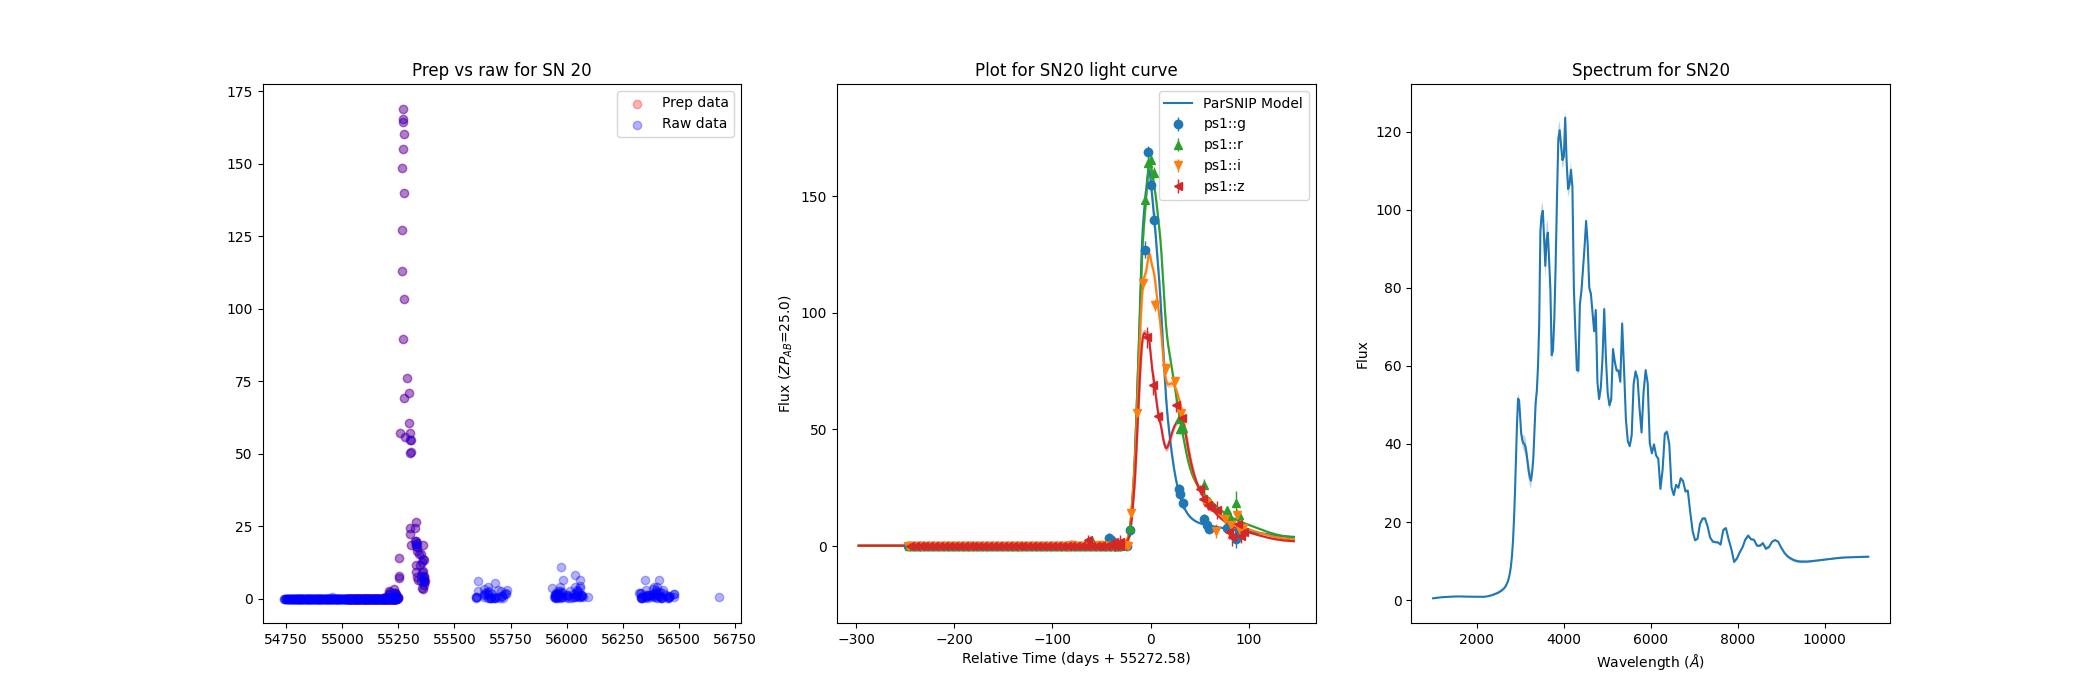 Prep vs raw for SN 20
175
150
125
100
75
50
25
0
54750 55000 55250 55500 55750 56000 56250 56500 56750
Prep data
Raw data
Plot for SN20 light curve
Flux (ZP_AB=25.0)
150
100
50
0
−300 −200 −100 0 100
Relative Time (days + 55272.58)
ParSNIP Model
ps1::g
ps1::r
ps1::i
ps1::z
Spectrum for SN20
Flux
120
100
80
60
40
20
0
2000 4000 6000 8000 10000
Wavelength (Å)